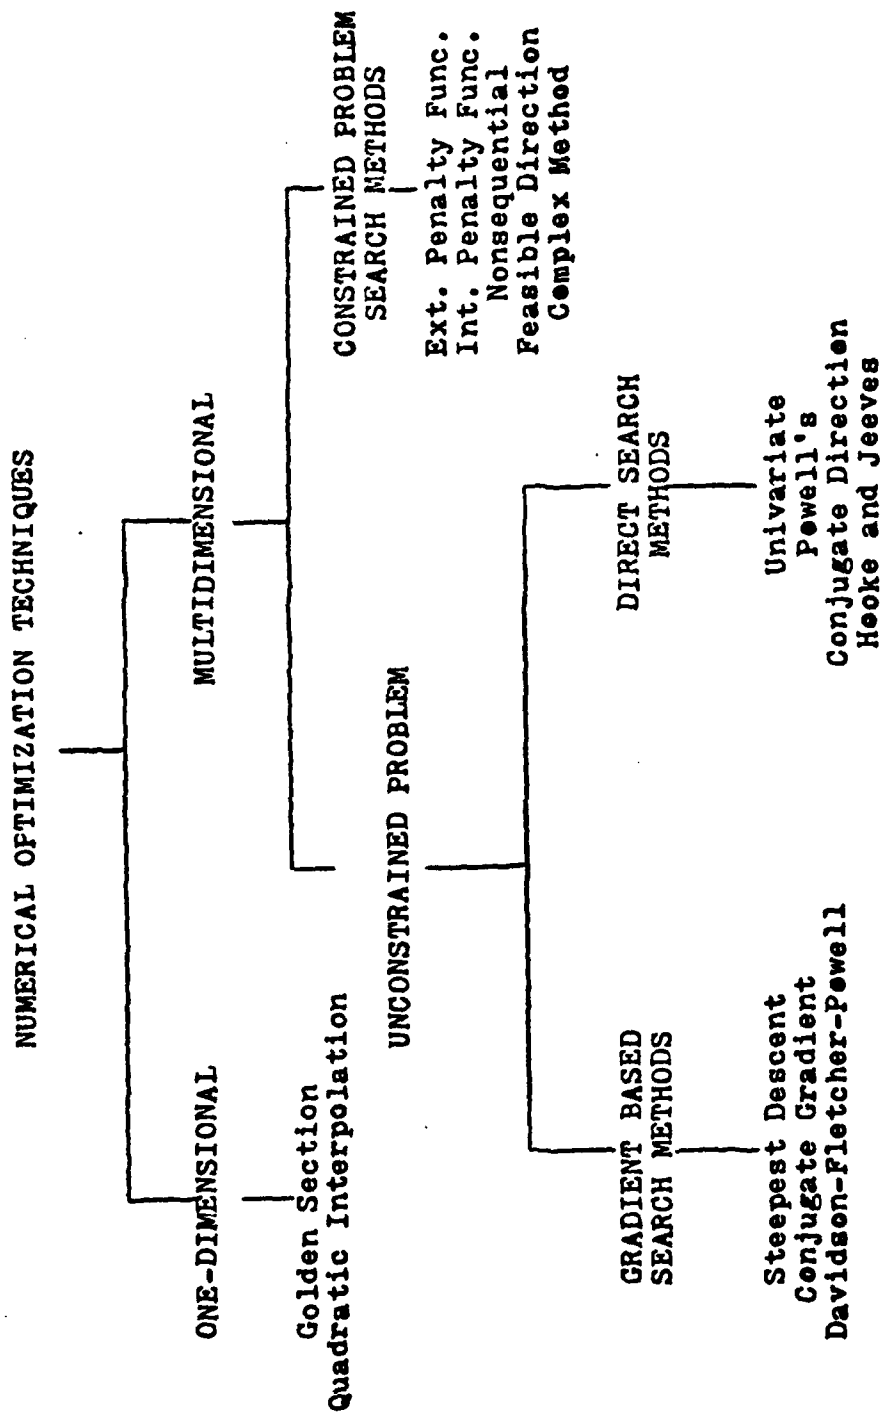 NUMERICAL OPTIMIZATION TECHNIQUES
ONE-DIMENSIONAL
Golden Section
Quadratic Interpolation
MULTIDIMENSIONAL
UNCONSTRAINED PROBLEM
GRADIENT BASED
SEARCH METHODS
Steepest Descent
Conjugate Gradient
Davidson-Fletcher-Powell
DIRECT SEARCH
METHODS
Univariate
Powell's
Conjugate Direction
Hooke and Jeeves
CONSTRAINED PROBLEM
SEARCH METHODS
Ext. Penalty Func.
Int. Penalty Func.
Nonsequential
Feasible Direction
Complex Method